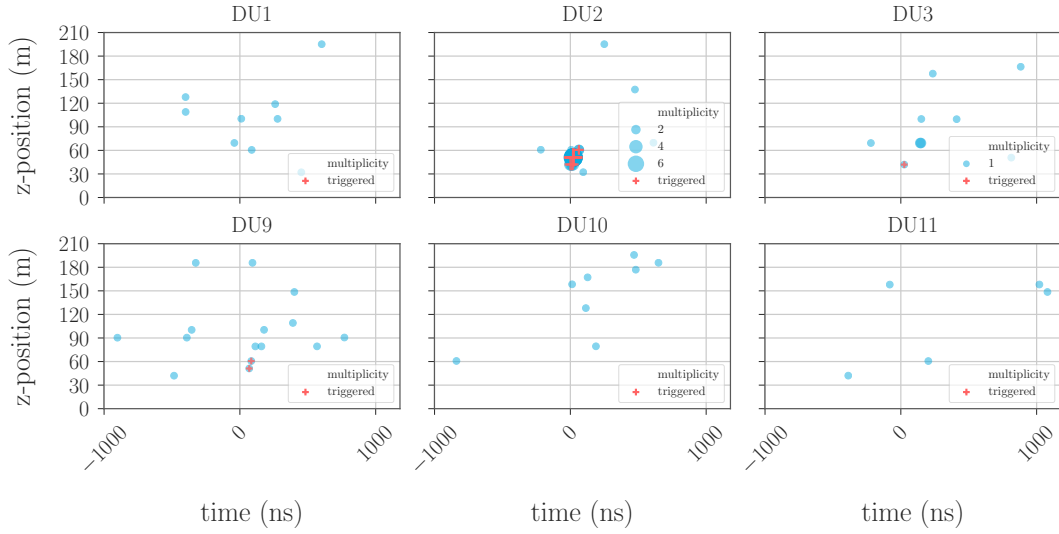 DU1
DU2
DU3
z-position (m)
210
180
150
120
90
60
30
0
multiplicity
triggered
multiplicity
2
4
6
triggered
multiplicity
1
triggered
DU9
DU10
DU11
z-position (m)
210
180
150
120
90
60
30
0
multiplicity
triggered
multiplicity
triggered
multiplicity
triggered
−1000
0
1000
−1000
0
1000
−1000
0
1000
time (ns)
time (ns)
time (ns)